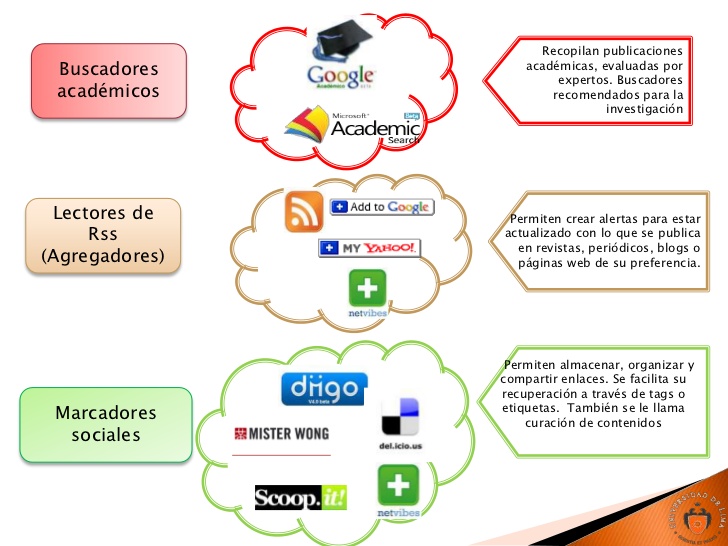 Buscadores
académicos
Google
Académico BETA
Microsoft®
Academic
Beta
Search
Recopilan publicaciones
académicas, evaluadas por
expertos. Buscadores
recomendados para la
investigación
Lectores de
Rss
(Agregadores)
Add to Google
MY YAHOO!
netvibes
Permiten crear alertas para estar
actualizado con lo que se publica
en revistas, periódicos, blogs o
páginas web de su preferencia.
Marcadores
sociales
diigo
V4.0 beta
MISTER WONG
del.icio.us
Scoop.it!
netvibes
Permiten almacenar, organizar y
compartir enlaces. Se facilita su
recuperación a través de tags o
etiquetas. También se le llama
curación de contenidos
UNIVERSIDAD DE LIMA